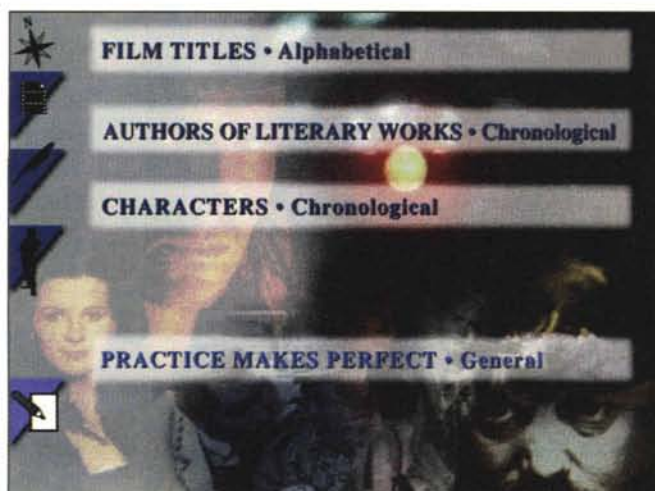 N
FILM TITLES • Alphabetical
AUTHORS OF LITERARY WORKS • Chronological
CHARACTERS • Chronological
PRACTICE MAKES PERFECT • General